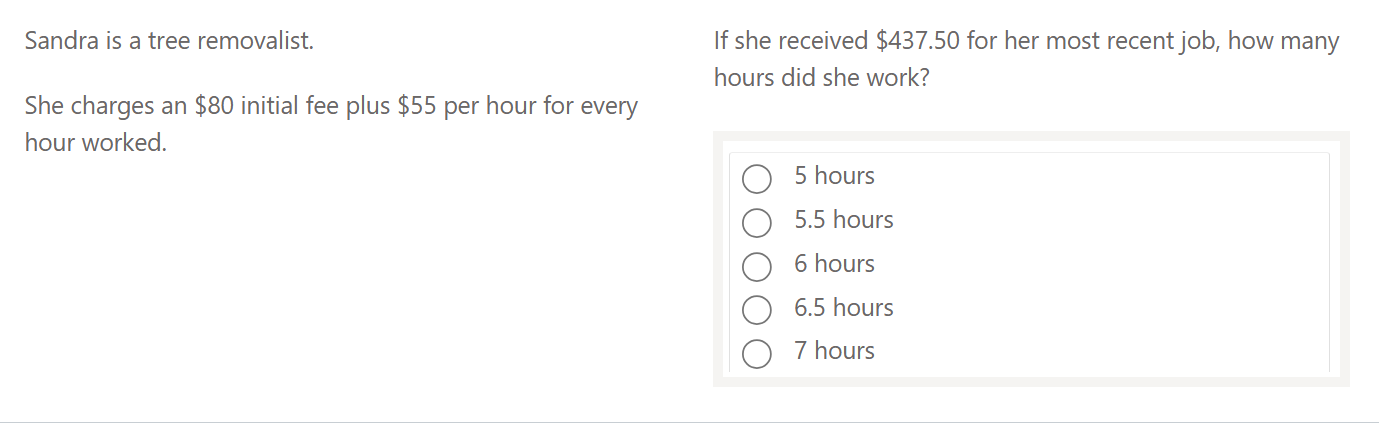 Sandra is a tree removalist.
She charges an $80 initial fee plus $55 per hour for every
hour worked.
If she received $437.50 for her most recent job, how many
hours did she work?
5 hours
5.5 hours
6 hours
6.5 hours
7 hours